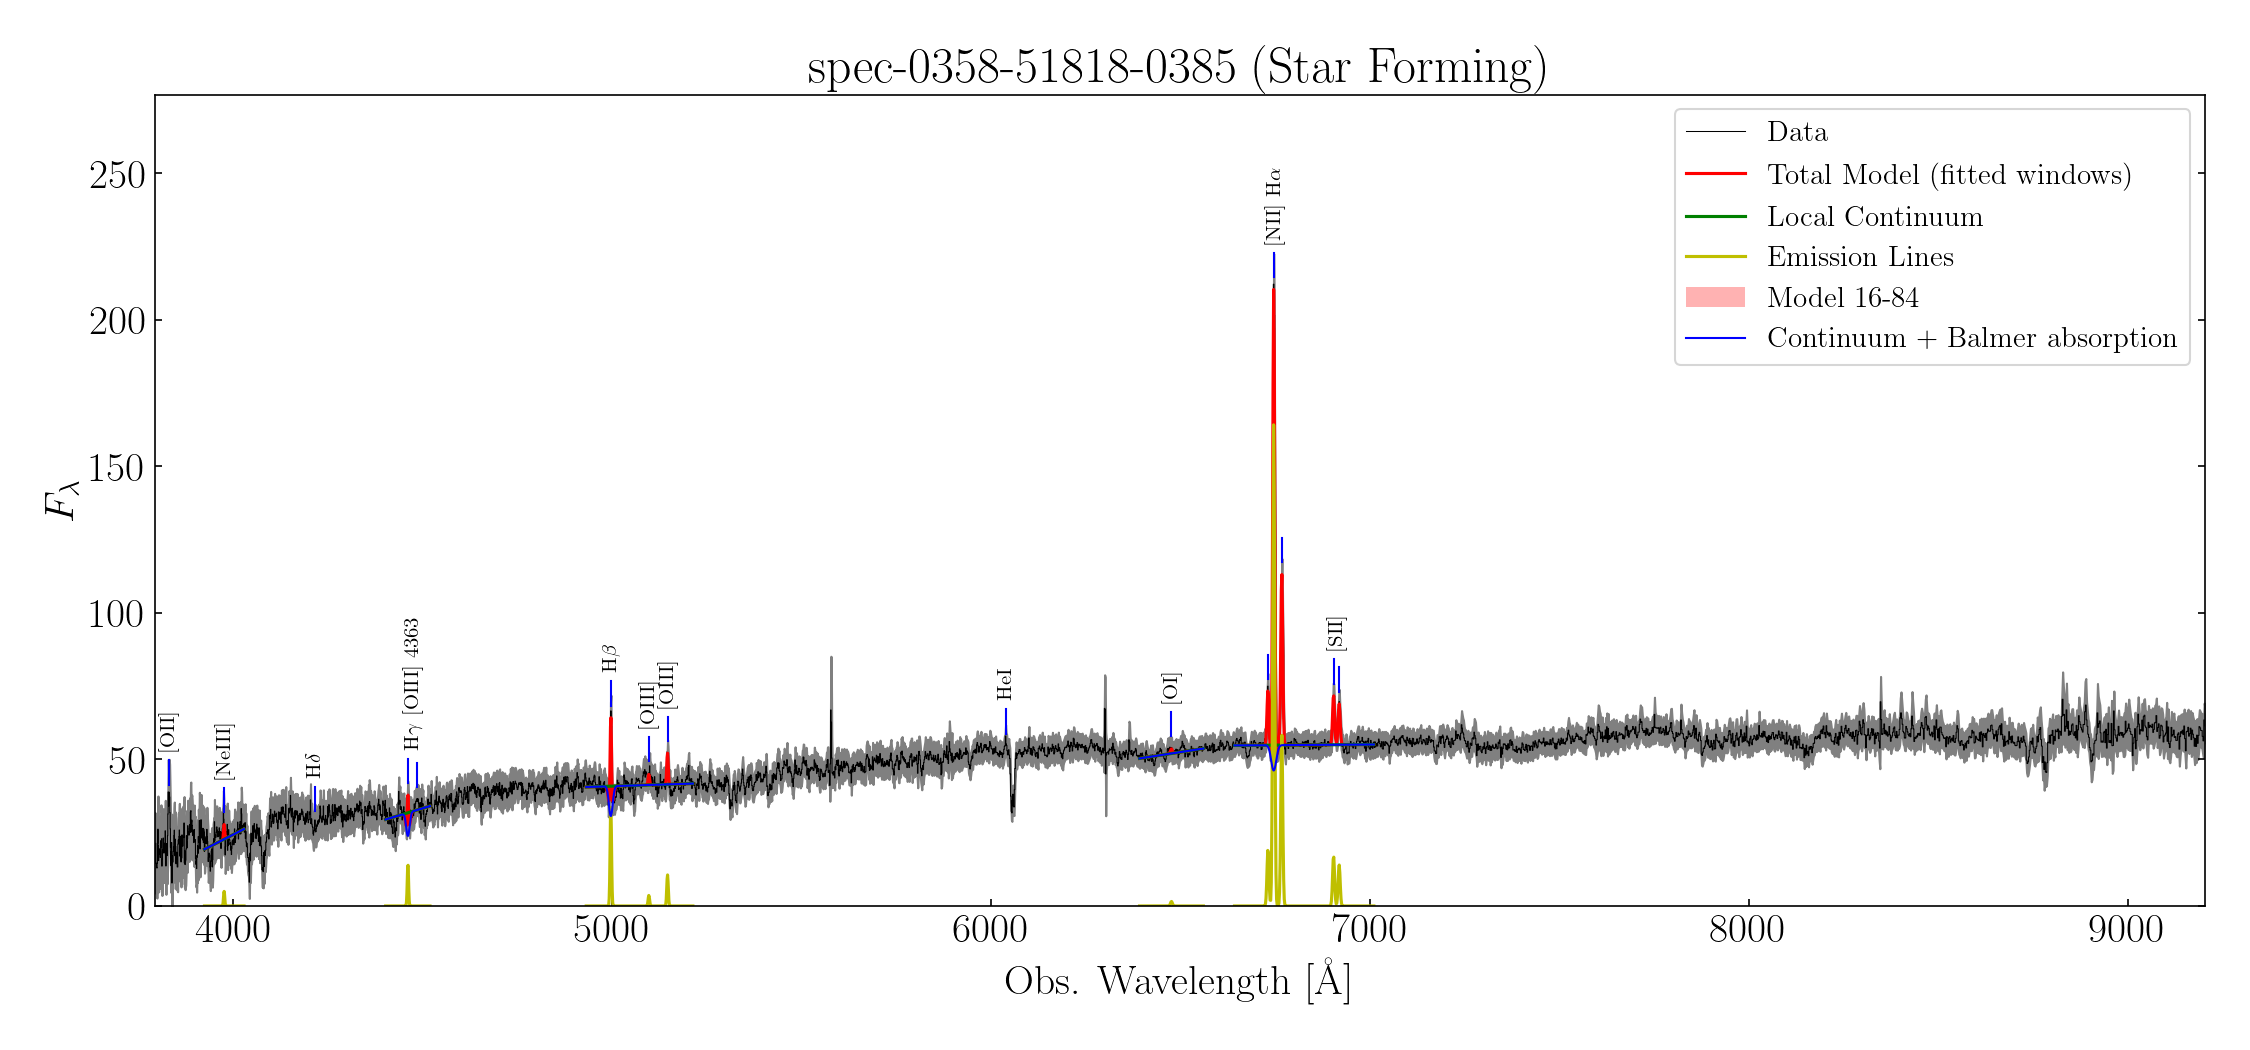 spec-0358-51818-0385 (Star Forming)
Data
Total Model (fitted windows)
Local Continuum
Emission Lines
Model 16-84
Continuum + Balmer absorption
250
200
150
100
50
0
Fλ
[OII]
[NeIII]
Hδ
Hγ [OIII] 4363
Hβ
[OIII]
[OIII]
HeI
[OI]
[NII] Hα
[SII]
4000
5000
6000
7000
8000
9000
Obs. Wavelength [Å]